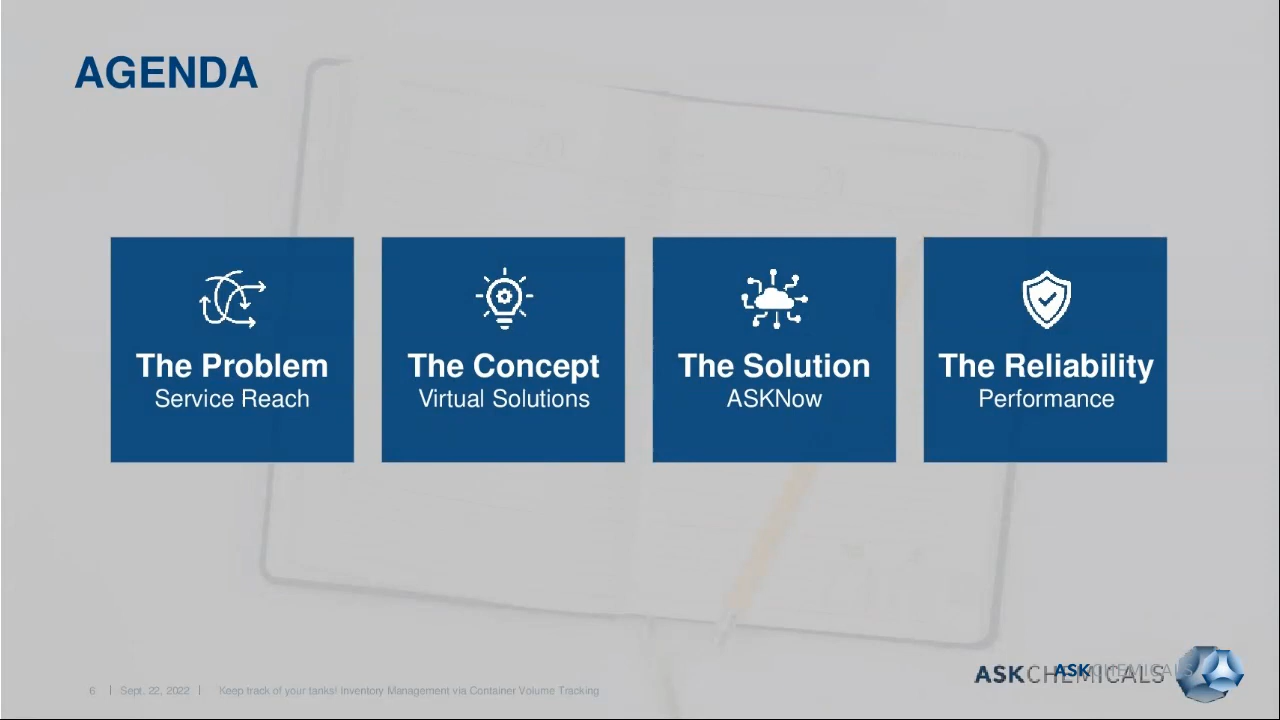 AGENDA
The Problem
Service Reach
The Concept
Virtual Solutions
The Solution
ASKNow
The Reliability
Performance
6 | Sept. 22, 2022 | Keep track of your tanks! Inventory Management via Container Volume Tracking
ASKCHEMICALS
ASKCHEMICALS